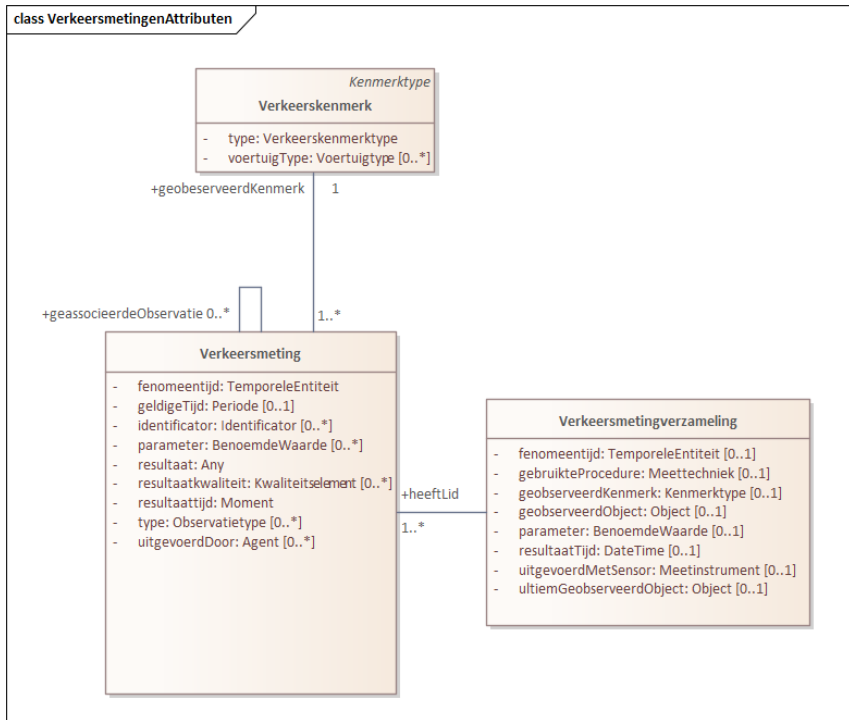 class VerkeersmetingenAttributen
Kenmerktype
Verkeerskenmerk
- type: Verkeerskenmerktype
- voertuigType: Voertuigtype [0..*]
+geobeserveerdKenmerk 1
+geassocieerdeObservatie 0..*
1..*
Verkeersmeting
- fenomeentijd: TemporeleEntiteit
- geldigeTijd: Periode [0..1]
- identificator: Identificator [0..*]
- parameter: BenoemdeWaarde [0..*]
- resultaat: Any
- resultaatkwaliteit: Kwaliteitselement [0..*]
- resultaattijd: Moment
- type: Observatietype [0..*]
- uitgevoerdDoor: Agent [0..*]
+heeftLid
1..*
Verkeersmetingverzameling
- fenomeentijd: TemporeleEntiteit [0..1]
- gebruikteProcedure: Meettechniek [0..1]
- geobserveerdKenmerk: Kenmerktype [0..1]
- geobserveerdObject: Object [0..1]
- parameter: BenoemdeWaarde [0..1]
- resultaatTijd: DateTime [0..1]
- uitgevoerdMetSensor: Meetinstrument [0..1]
- ultiemGeobserveerdObject: Object [0..1]